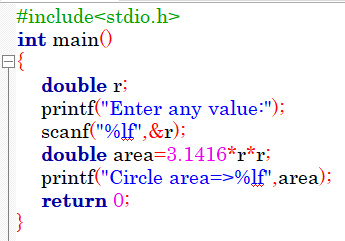 #include<stdio.h>
int main()
{
double r;
printf("Enter any value:");
scanf("%lf",&r);
double area=3.1416*r*r;
printf("Circle area=>%lf",area);
return 0;
}